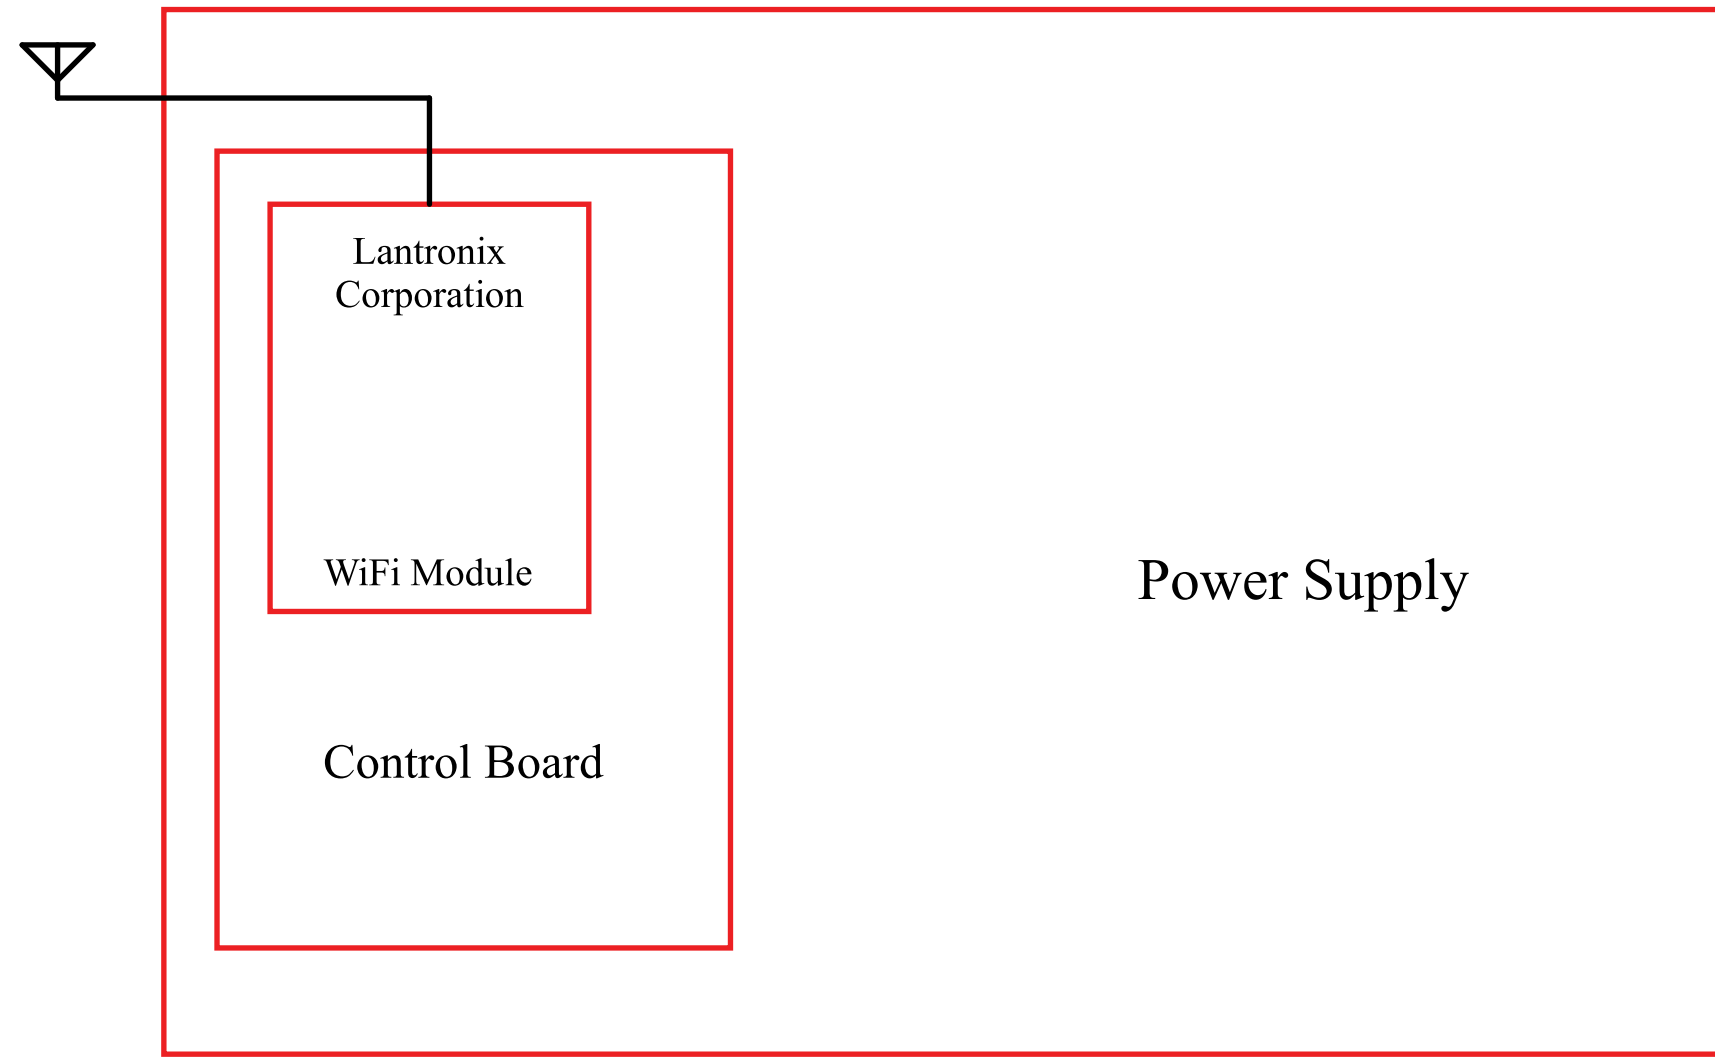 Lantronix
Corporation
WiFi Module
Power Supply
Control Board